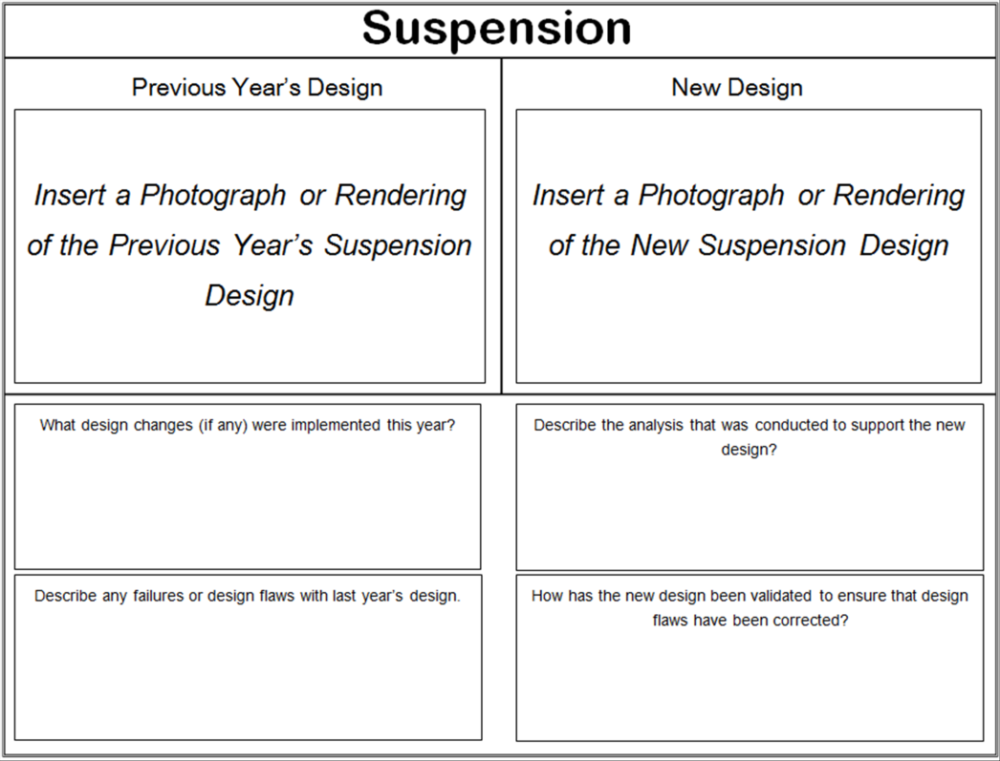 Suspension
Previous Year’s Design
New Design
Insert a Photograph or Rendering
of the Previous Year’s Suspension
Design
Insert a Photograph or Rendering
of the New Suspension Design
What design changes (if any) were implemented this year?
Describe the analysis that was conducted to support the new
design?
Describe any failures or design flaws with last year’s design.
How has the new design been validated to ensure that design
flaws have been corrected?